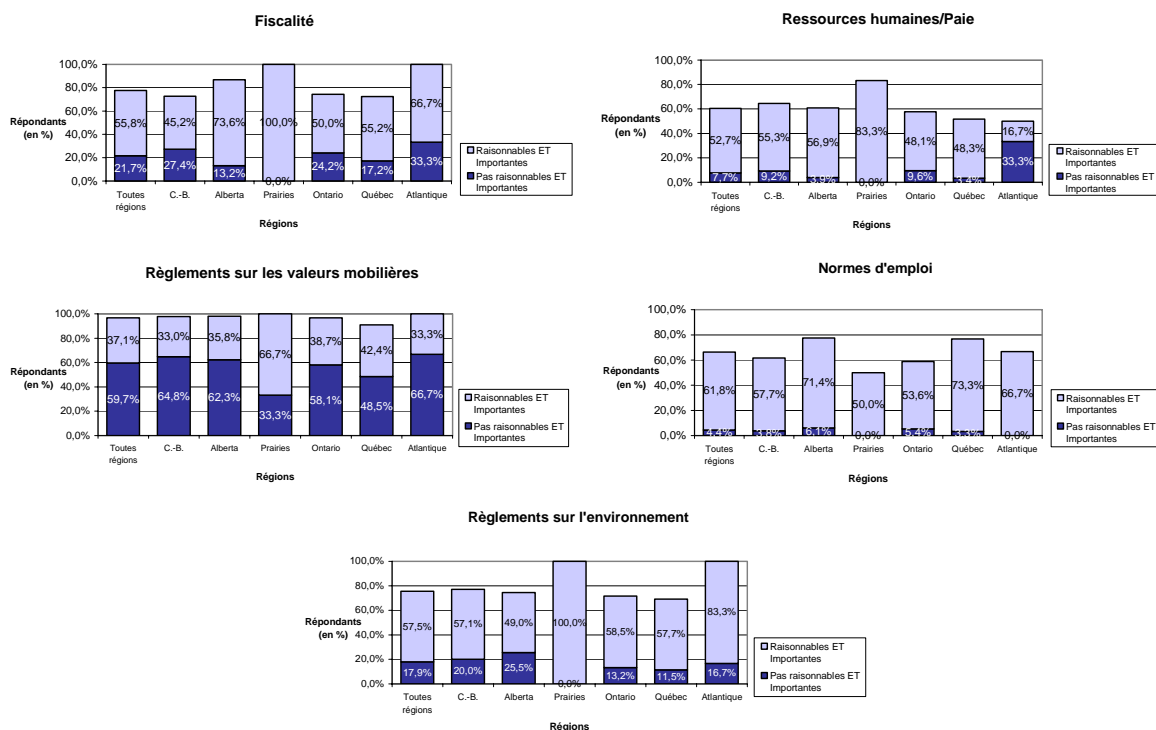 Fiscalité
100,0%
80,0%
60,0%
40,0%
20,0%
0,0%
Répondants
(en %)
55,8% 45,2% 73,6% 100,0% 50,0% 55,2% 66,7%
21,7% 27,4% 13,2% 0,0% 24,2% 17,2% 33,3%
Toutes régions C.-B. Alberta Prairies Ontario Québec Atlantique
Régions
Raisonnables ET
Importantes
Pas raisonnables ET
Importantes
Ressources humaines/Paie
100,0%
80,0%
60,0%
40,0%
20,0%
0,0%
Répondants
(en %)
52,7% 55,3% 56,9% 83,3% 48,1% 48,3% 16,7%
7,7% 9,2% 3,9% 0,0% 9,6% 3,4% 33,3%
Toutes régions C.-B. Alberta Prairies Ontario Québec Atlantique
Régions
Raisonnables ET
Importantes
Pas raisonnables ET
Importantes
Règlements sur les valeurs mobilières
100,0%
80,0%
60,0%
40,0%
20,0%
0,0%
Répondants
(en %)
37,1% 33,0% 35,8% 66,7% 38,7% 42,4% 33,3%
59,7% 64,8% 62,3% 33,3% 58,1% 48,5% 66,7%
Toutes régions C.-B. Alberta Prairies Ontario Québec Atlantique
Régions
Raisonnables ET
Importantes
Pas raisonnables ET
Importantes
Normes d'emploi
100,0%
80,0%
60,0%
40,0%
20,0%
0,0%
Répondants
(en %)
61,8% 57,7% 71,4% 50,0% 53,6% 73,3% 66,7%
4,4% 3,8% 6,1% 0,0% 5,4% 3,3% 0,0%
Toutes régions C.-B. Alberta Prairies Ontario Québec Atlantique
Régions
Raisonnables ET
Importantes
Pas raisonnables ET
Importantes
Règlements sur l'environnement
100,0%
80,0%
60,0%
40,0%
20,0%
0,0%
Répondants
(en %)
57,5% 57,1% 49,0% 100,0% 58,5% 57,7% 83,3%
17,9% 20,0% 25,5% 0,0% 13,2% 11,5% 16,7%
Toutes régions C.-B. Alberta Prairies Ontario Québec Atlantique
Régions
Raisonnables ET
Importantes
Pas raisonnables ET
Importantes